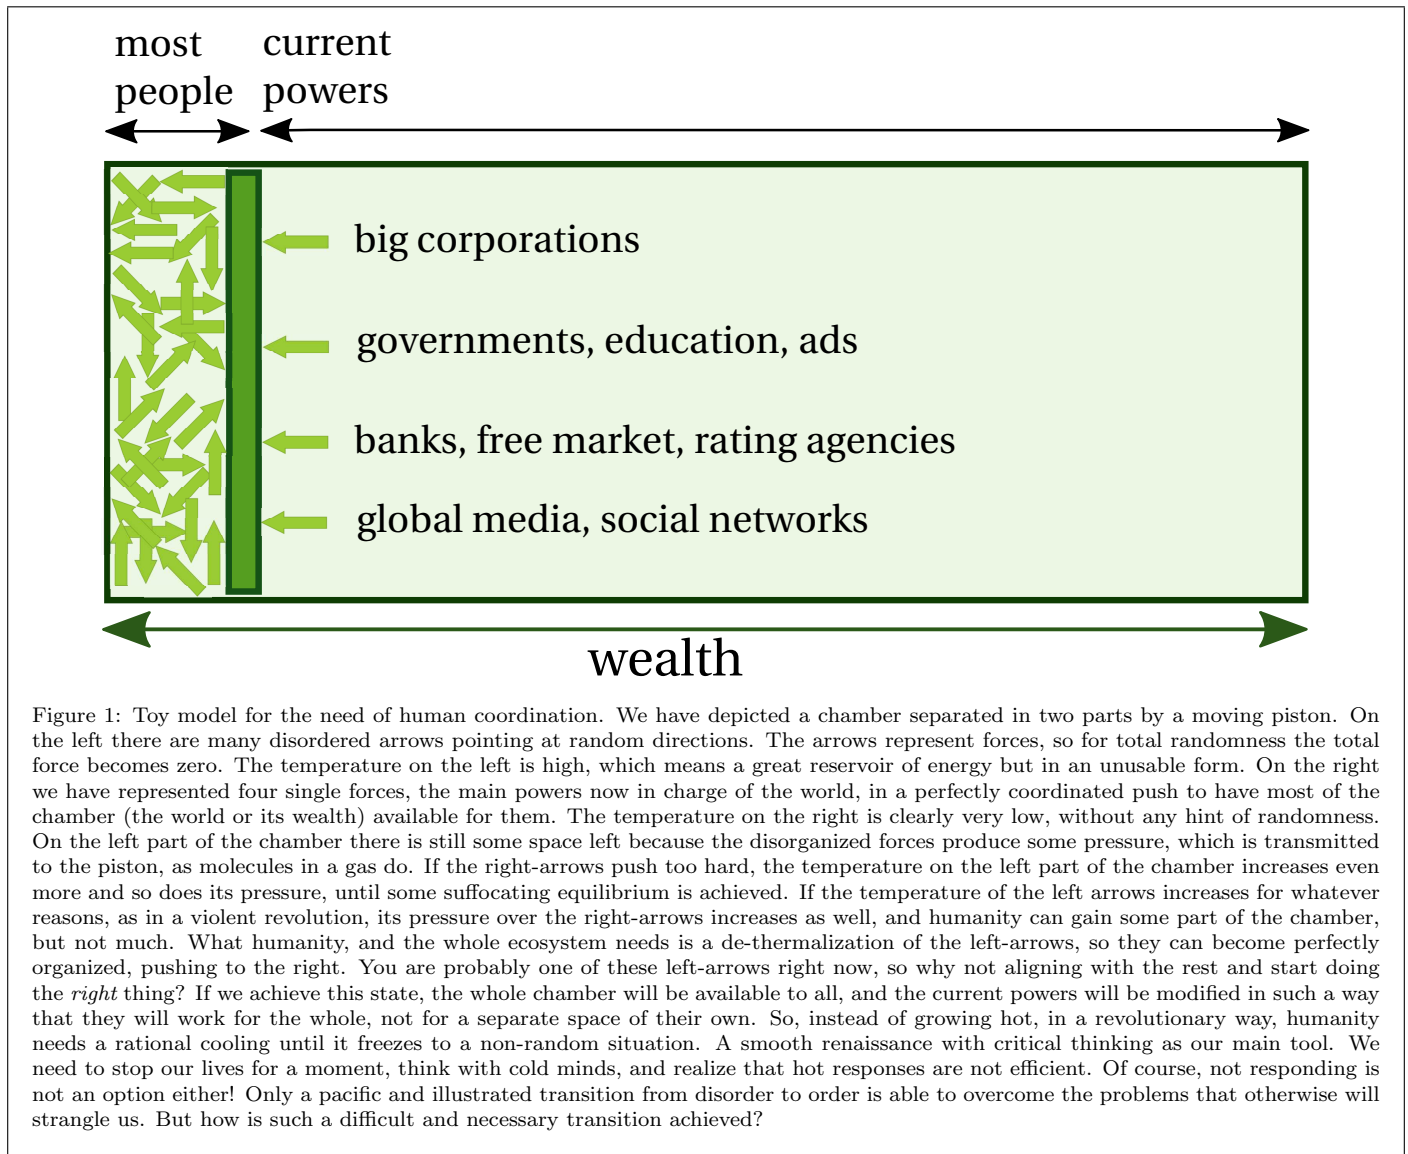 most current
people powers
big corporations
governments, education, ads
banks, free market, rating agencies
global media, social networks
wealth
Figure 1: Toy model for the need of human coordination. We have depicted a chamber separated in two parts by a moving piston. On
the left there are many disordered arrows pointing at random directions. The arrows represent forces, so for total randomness the total
force becomes zero. The temperature on the left is high, which means a great reservoir of energy but in an unusable form. On the right
we have represented four single forces, the main powers now in charge of the world, in a perfectly coordinated push to have most of the
chamber (the world or its wealth) available for them. The temperature on the right is clearly very low, without any hint of randomness.
On the left part of the chamber there is still some space left because the disorganized forces produce some pressure, which is transmitted
to the piston, as molecules in a gas do. If the right-arrows push too hard, the temperature on the left part of the chamber increases even
more and so does its pressure, until some suffocating equilibrium is achieved. If the temperature of the left arrows increases for whatever
reasons, as in a violent revolution, its pressure over the right-arrows increases as well, and humanity can gain some part of the chamber,
but not much. What humanity, and the whole ecosystem needs is a de-thermalization of the left-arrows, so they can become perfectly
organized, pushing to the right. You are probably one of these left-arrows right now, so why not aligning with the rest and start doing
the right thing? If we achieve this state, the whole chamber will be available to all, and the current powers will be modified in such a way
that they will work for the whole, not for a separate space of their own. So, instead of growing hot, in a revolutionary way, humanity
needs a rational cooling until it freezes to a non-random situation. A smooth renaissance with critical thinking as our main tool. We
need to stop our lives for a moment, think with cold minds, and realize that hot responses are not efficient. Of course, not responding is
not an option either! Only a pacific and illustrated transition from disorder to order is able to overcome the problems that otherwise will
strangle us. But how is such a difficult and necessary transition achieved?